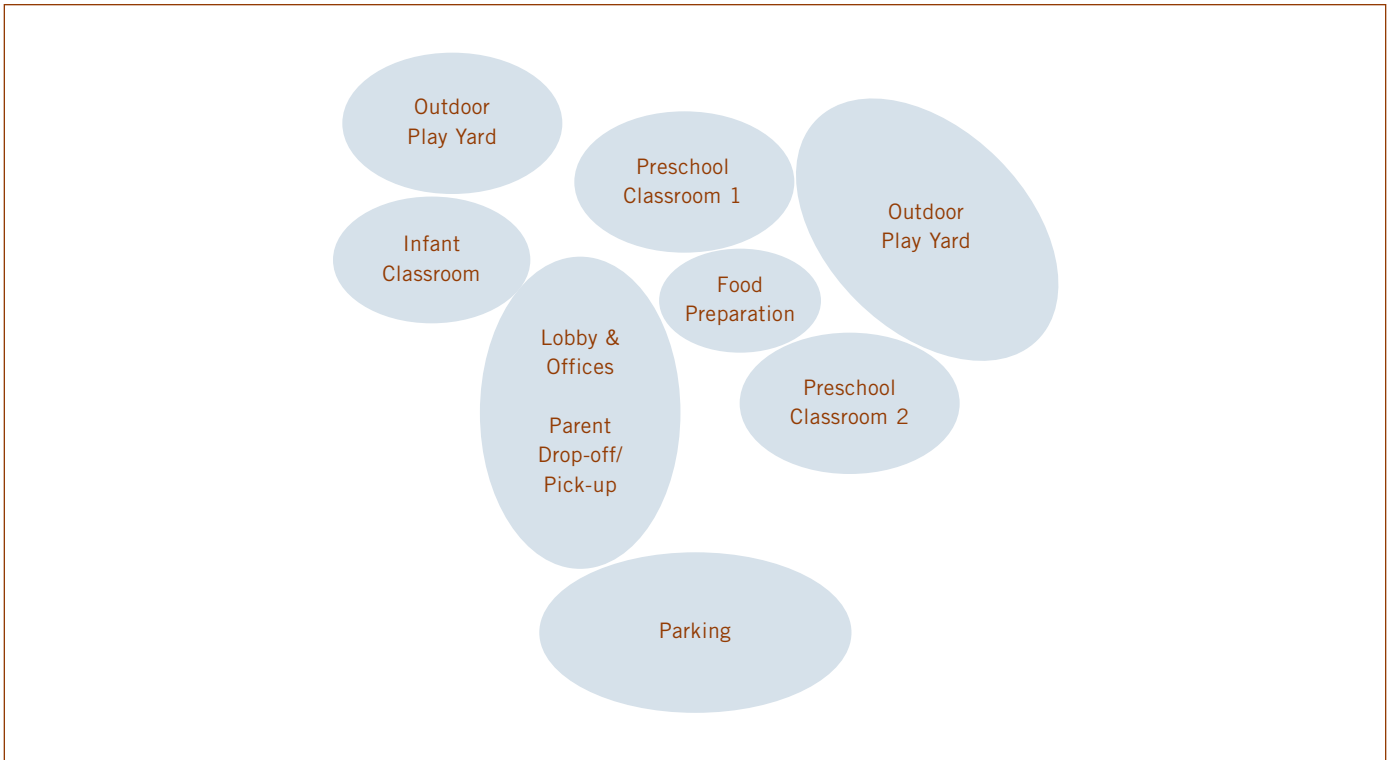 Outdoor
Play Yard
Preschool
Classroom 1
Outdoor
Play Yard
Infant
Classroom
Food
Preparation
Lobby &
Offices
Parent
Drop-off/
Pick-up
Preschool
Classroom 2
Parking